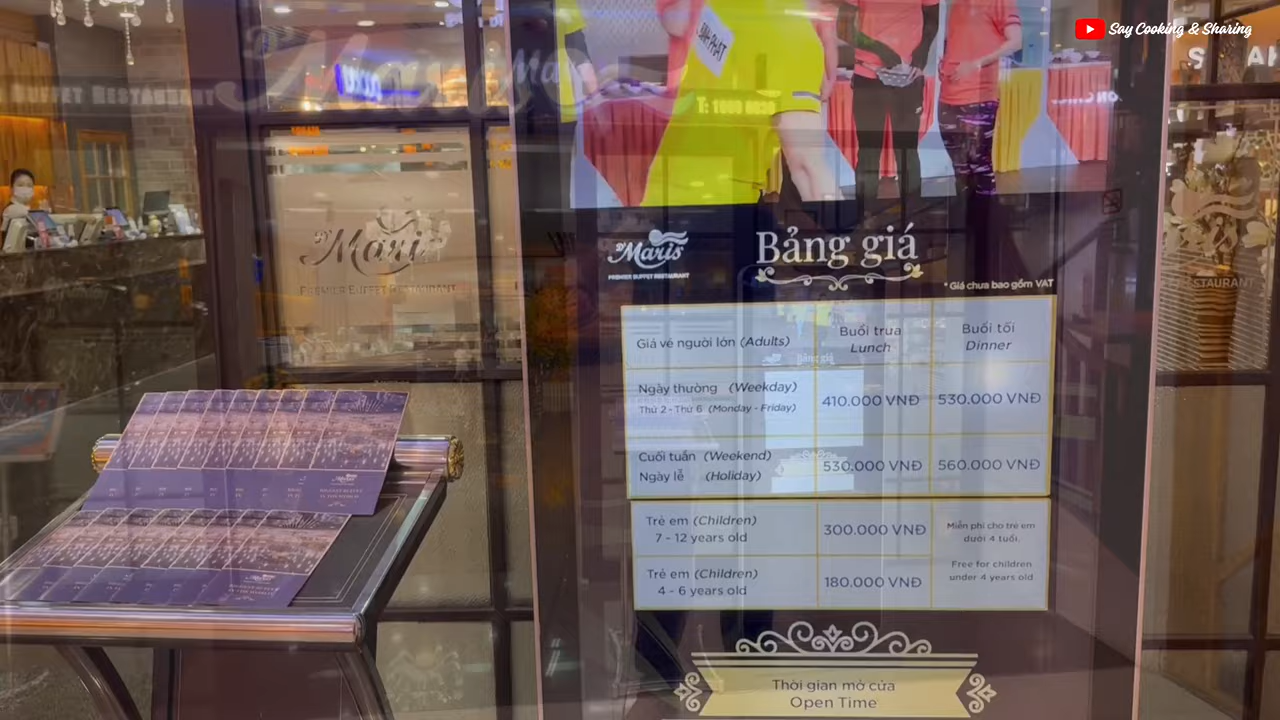 Say Cooking & Sharing
BUFFET RESTAURANT
ĐẠI PHÁT
Maris
PREMIER BUFFET RESTAURANT
D'Maris
PREMIER BUFFET RESTAURANT
Bảng giá
* Giá chưa bao gồm VAT
Giá vé người lớn (Adults)
Buổi trưa
Lunch
Buổi tối
Dinner
Ngày thường (Weekday)
Thứ 2 - Thứ 6 (Monday - Friday)
410.000 VNĐ
530.000 VNĐ
Cuối tuần (Weekend)
Ngày lễ (Holiday)
530.000 VNĐ
560.000 VNĐ
Trẻ em (Children)
7 - 12 years old
300.000 VNĐ
Trẻ em (Children)
4 - 6 years old
180.000 VNĐ
Miễn phí cho trẻ em
dưới 4 tuổi.
Free for children
under 4 years old
Thời gian mở cửa
Open Time